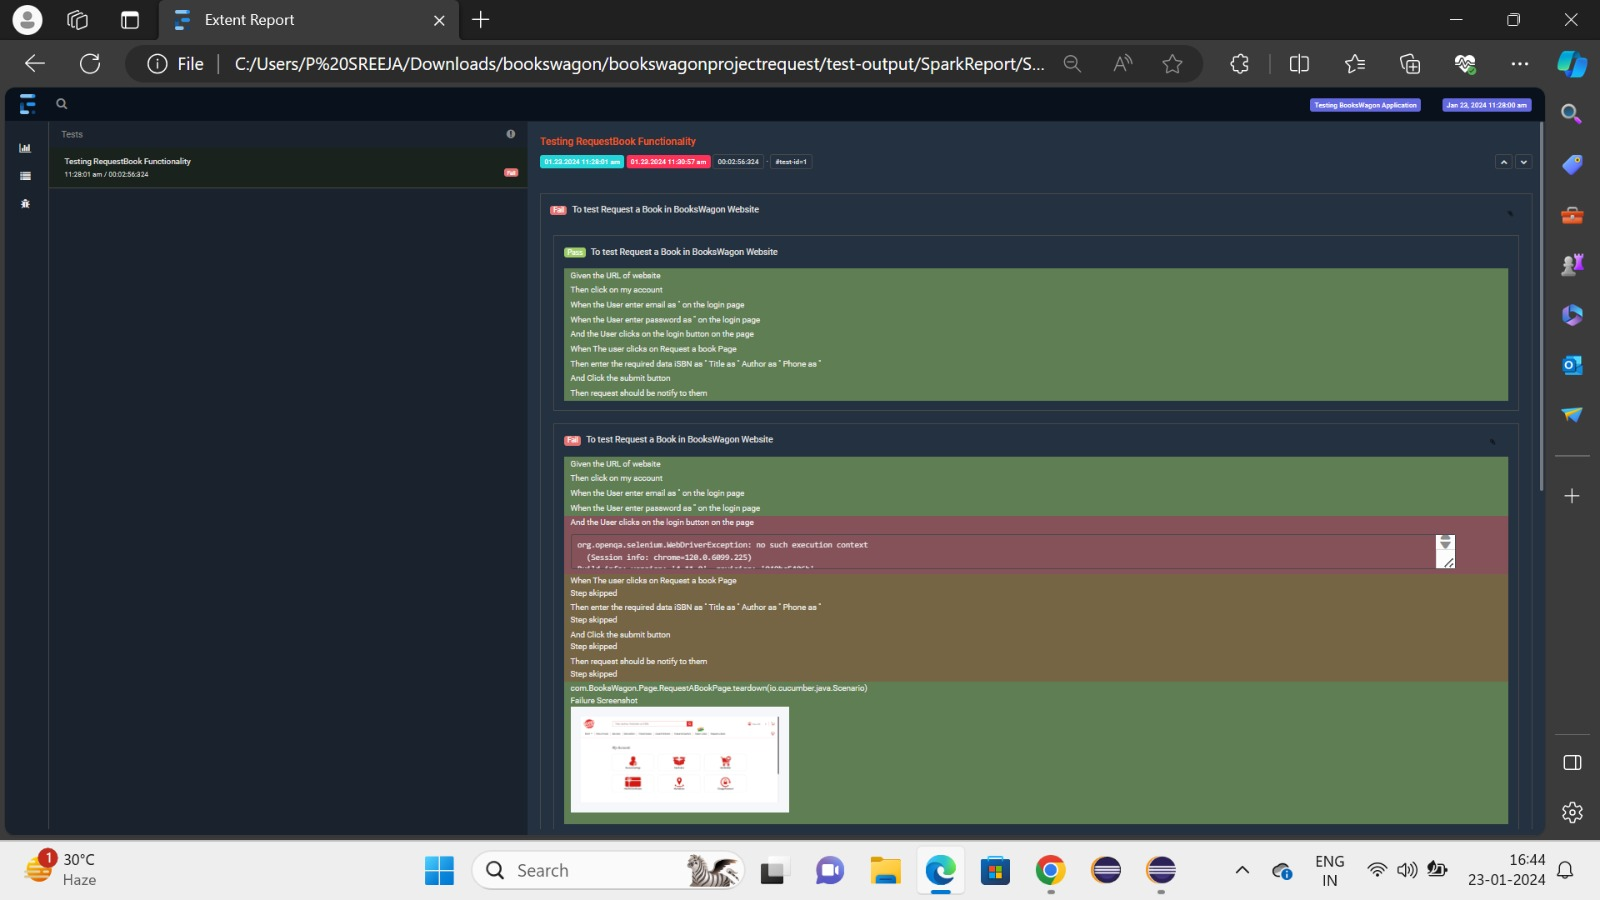 Extent Report
File
C:/Users/P%20SREEJA/Downloads/bookswagon/bookswagonprojectrequest/test-output/SparkReport/S...
Testing BooksWagon Application
Jan 23, 2024 11:28:00 am
Tests
Testing RequestBook Functionality
11:28:01 am / 00:02:56:324
Fail
Testing RequestBook Functionality
01.23.2024 11:28:01 am 01.23.2024 11:30:57 am 00:02:56:324 · #test-id=1
Fail To test Request a Book in BooksWagon Website
Pass To test Request a Book in BooksWagon Website
Given the URL of website
Then click on my account
When the User enter email as '' on the login page
When the User enter password as '' on the login page
And the User clicks on the login button on the page
When The user clicks on Request a book Page
Then enter the required data iSBN as '' Title as '' Author as '' Phone as ''
And Click the submit button
Then request should be notify to them
Fail To test Request a Book in BooksWagon Website
Given the URL of website
Then click on my account
When the User enter email as '' on the login page
When the User enter password as '' on the login page
And the User clicks on the login button on the page
org.openqa.selenium.WebDriverException: no such execution context
(Session info: chrome=120.0.6099.225)
When The user clicks on Request a book Page
Step skipped
Then enter the required data iSBN as '' Title as '' Author as '' Phone as ''
Step skipped
And Click the submit button
Step skipped
Then request should be notify to them
Step skipped
com.BooksWagon.Page.RequestABookPage.teardown(io.cucumber.java.Scenario)
Failure Screenshot
My Account
1
30°C
Haze
Search
ENG
IN
16:44
23-01-2024